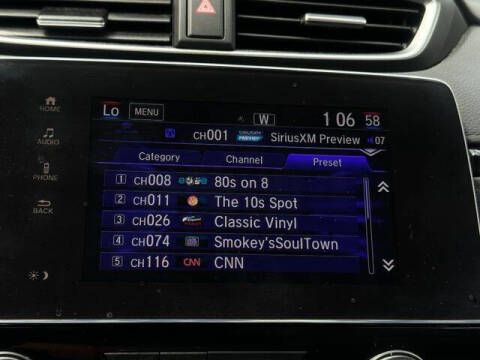 Lo MENU W 1 06 58
HOME
W CH001 SiriusXM Preview 07
AUDIO
Category Channel Preset
PHONE
1 CH008 80s on 8
2 CH011 The 10s Spot
BACK
3 CH026 Classic Vinyl
4 CH074 Smokey'sSoulTown
5 CH116 CNN CNN